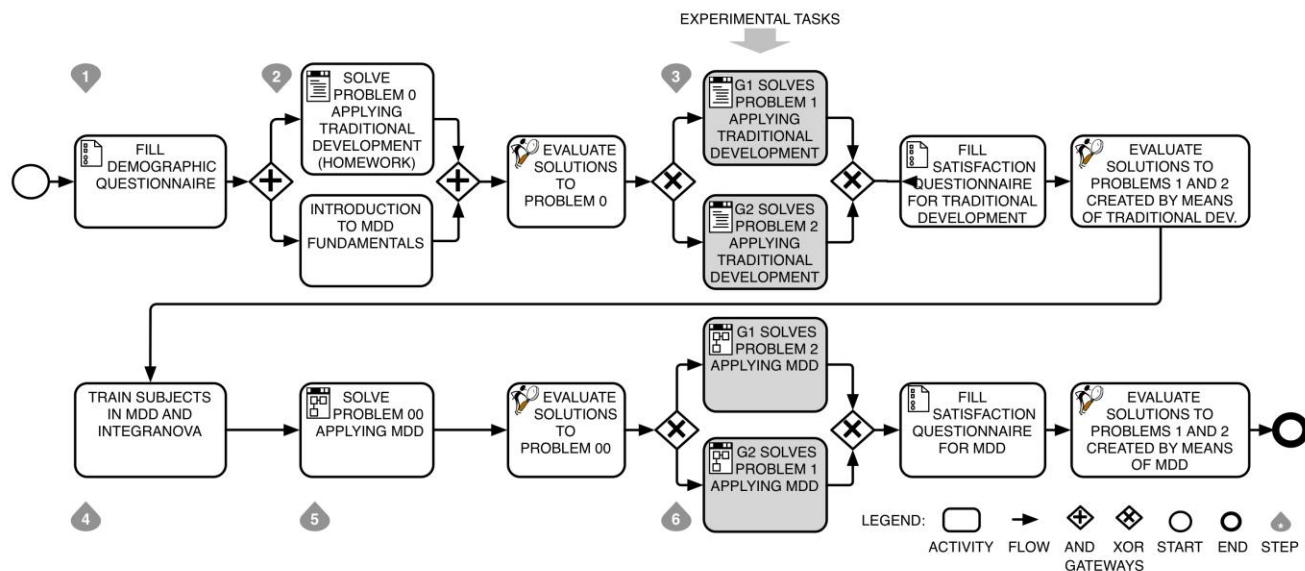 EXPERIMENTAL TASKS
1
2
3
FILL
DEMOGRAPHIC
QUESTIONNAIRE
SOLVE
PROBLEM 0
APPLYING
TRADITIONAL
DEVELOPMENT
(HOMEWORK)
INTRODUCTION
TO MDD
FUNDAMENTALS
EVALUATE
SOLUTIONS
TO
PROBLEM 0
G1 SOLVES
PROBLEM 1
APPLYING
TRADITIONAL
DEVELOPMENT
G2 SOLVES
PROBLEM 2
APPLYING
TRADITIONAL
DEVELOPMENT
FILL
SATISFACTION
QUESTIONNAIRE
FOR TRADITIONAL
DEVELOPMENT
EVALUATE
SOLUTIONS TO
PROBLEMS 1 AND 2
CREATED BY MEANS
OF TRADITIONAL DEV.
TRAIN SUBJECTS
IN MDD AND
INTEGRANOVA
SOLVE
PROBLEM 00
APPLYING MDD
EVALUATE
SOLUTIONS
TO
PROBLEM 00
G1 SOLVES
PROBLEM 2
APPLYING MDD
G2 SOLVES
PROBLEM 1
APPLYING MDD
FILL
SATISFACTION
QUESTIONNAIRE
FOR MDD
EVALUATE
SOLUTIONS TO
PROBLEMS 1 AND 2
CREATED BY MEANS
OF MDD
4
5
6
LEGEND:
ACTIVITY FLOW AND XOR START END STEP
GATEWAYS